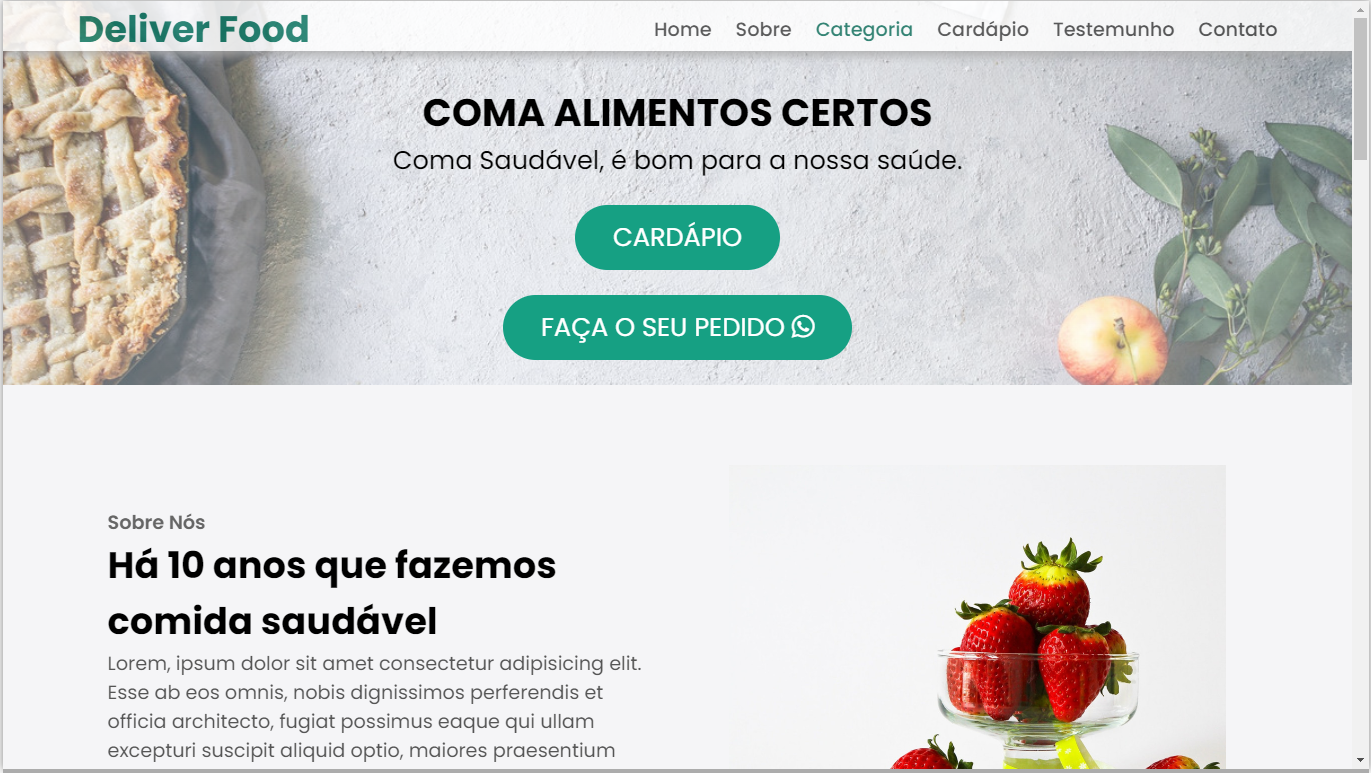 Deliver Food
Home Sobre Categoria Cardápio Testemunho Contato
COMA ALIMENTOS CERTOS
Coma Saudável, é bom para a nossa saúde.
CARDÁPIO
FAÇA O SEU PEDIDO
Sobre Nós
Há 10 anos que fazemos
comida saudável
Lorem, ipsum dolor sit amet consectetur adipisicing elit.
Esse ab eos omnis, nobis dignissimos perferendis et
officia architecto, fugiat possimus eaque qui ullam
excepturi suscipit aliquid optio, maiores praesentium